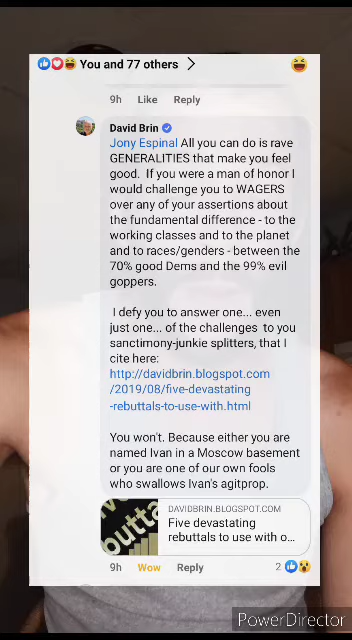 You and 77 others
9h Like Reply
David Brin
Jony Espinal All you can do is rave
GENERALITIES that make you feel
good. If you were a man of honor I
would challenge you to WAGERS
over any of your assertions about
the fundamental difference - to the
working classes and to the planet
and to races/genders - between the
70% good Dems and the 99% evil
goppers.
I defy you to answer one... even
just one... of the challenges to you
sanctimony-junkie splitters, that I
cite here:
http://davidbrin.blogspot.com
/2019/08/five-devastating
-rebuttals-to-use-with.html
You won't. Because either you are
named Ivan in a Moscow basement
or you are one of our own fools
who swallows Ivan's agitprop.
butta
DAVIDBRIN.BLOGSPOT.COM
Five devastating
rebuttals to use with o...
9h Wow Reply 2
PowerDirector